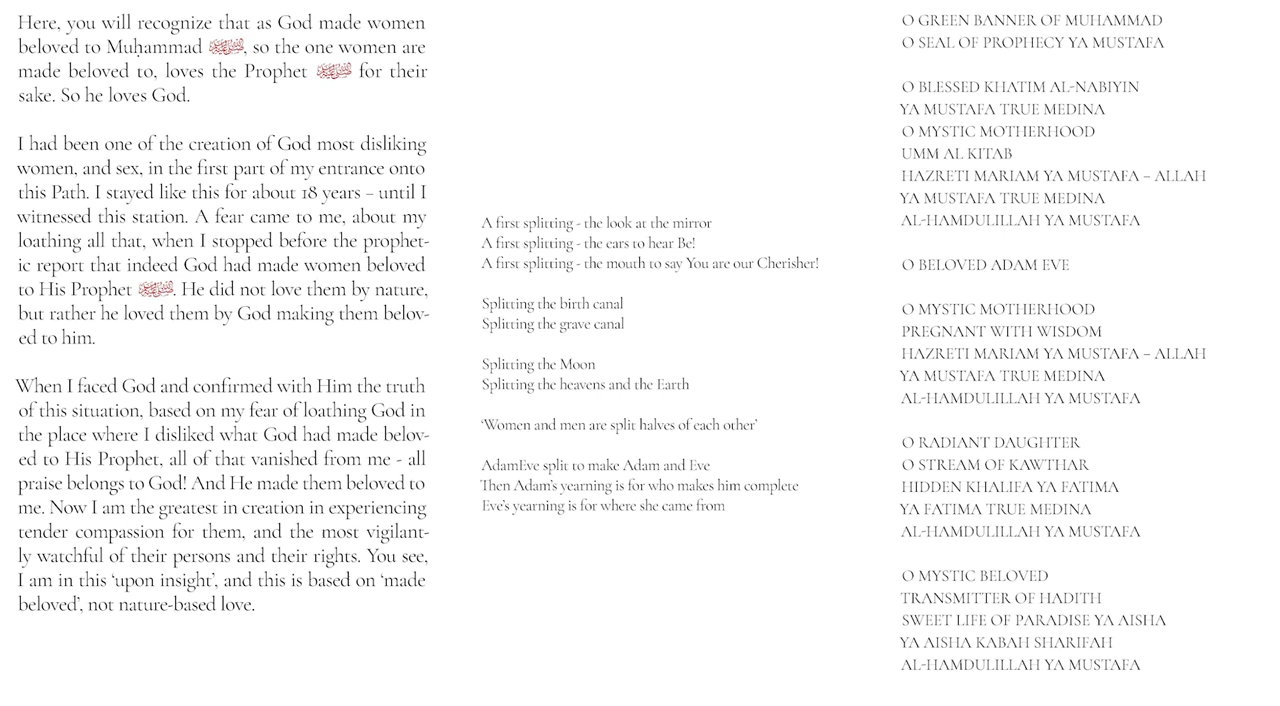 Here, you will recognize that as God made women
beloved to Muḥammad ﷺ, so the one women are
made beloved to, loves the Prophet ﷺ for their
sake. So he loves God.
I had been one of the creation of God most disliking
women, and sex, in the first part of my entrance onto
this Path. I stayed like this for about 18 years – until I
witnessed this station. A fear came to me, about my
loathing all that, when I stopped before the prophet-
ic report that indeed God had made women beloved
to His Prophet ﷺ. He did not love them by nature,
but rather he loved them by God making them belov-
ed to him.
When I faced God and confirmed with Him the truth
of this situation, based on my fear of loathing God in
the place where I disliked what God had made belov-
ed to His Prophet, all of that vanished from me - all
praise belongs to God! And He made them beloved to
me. Now I am the greatest in creation in experiencing
tender compassion for them, and the most vigilant-
ly watchful of their persons and their rights. You see,
I am in this ‘upon insight’, and this is based on ‘made
beloved’, not nature-based love.
A first splitting - the look at the mirror
A first splitting - the ears to hear Be!
A first splitting - the mouth to say You are our Cherisher!
Splitting the birth canal
Splitting the grave canal
Splitting the Moon
Splitting the heavens and the Earth
‘Women and men are split halves of each other’
AdamEve split to make Adam and Eve
Then Adam’s yearning is for who makes him complete
Eve’s yearning is for where she came from
O GREEN BANNER OF MUHAMMAD
O SEAL OF PROPHECY YA MUSTAFA
O BLESSED KHATIM AL-NABIYIN
YA MUSTAFA TRUE MEDINA
O MYSTIC MOTHERHOOD
UMM AL KITAB
HAZRETI MARIAM YA MUSTAFA – ALLAH
YA MUSTAFA TRUE MEDINA
AL-HAMDULILLAH YA MUSTAFA
O BELOVED ADAM EVE
O MYSTIC MOTHERHOOD
PREGNANT WITH WISDOM
HAZRETI MARIAM YA MUSTAFA – ALLAH
YA MUSTAFA TRUE MEDINA
AL-HAMDULILLAH YA MUSTAFA
O RADIANT DAUGHTER
O STREAM OF KAWTHAR
HIDDEN KHALIFA YA FATIMA
YA FATIMA TRUE MEDINA
AL-HAMDULILLAH YA MUSTAFA
O MYSTIC BELOVED
TRANSMITTER OF HADITH
SWEET LIFE OF PARADISE YA AISHA
YA AISHA KABAH SHARIFAH
AL-HAMDULILLAH YA MUSTAFA